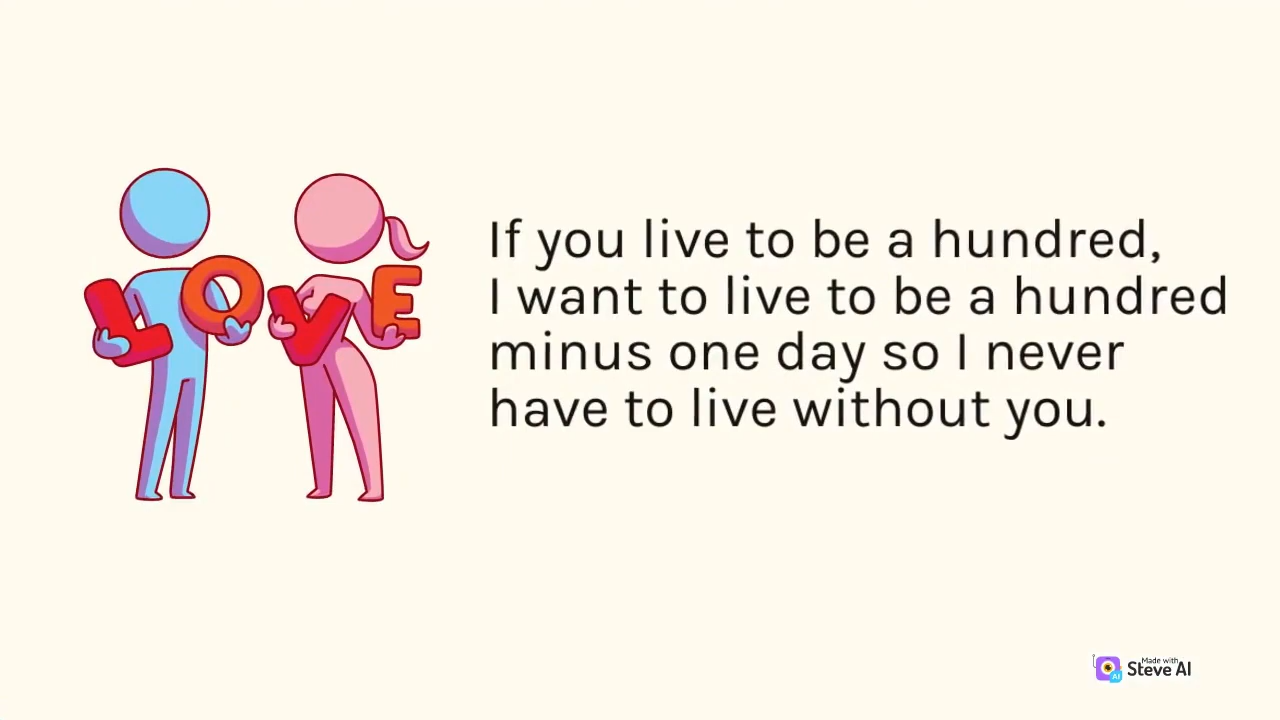 LOVE
If you live to be a hundred,
I want to live to be a hundred
minus one day so I never
have to live without you.
Made with
Steve AI
AI